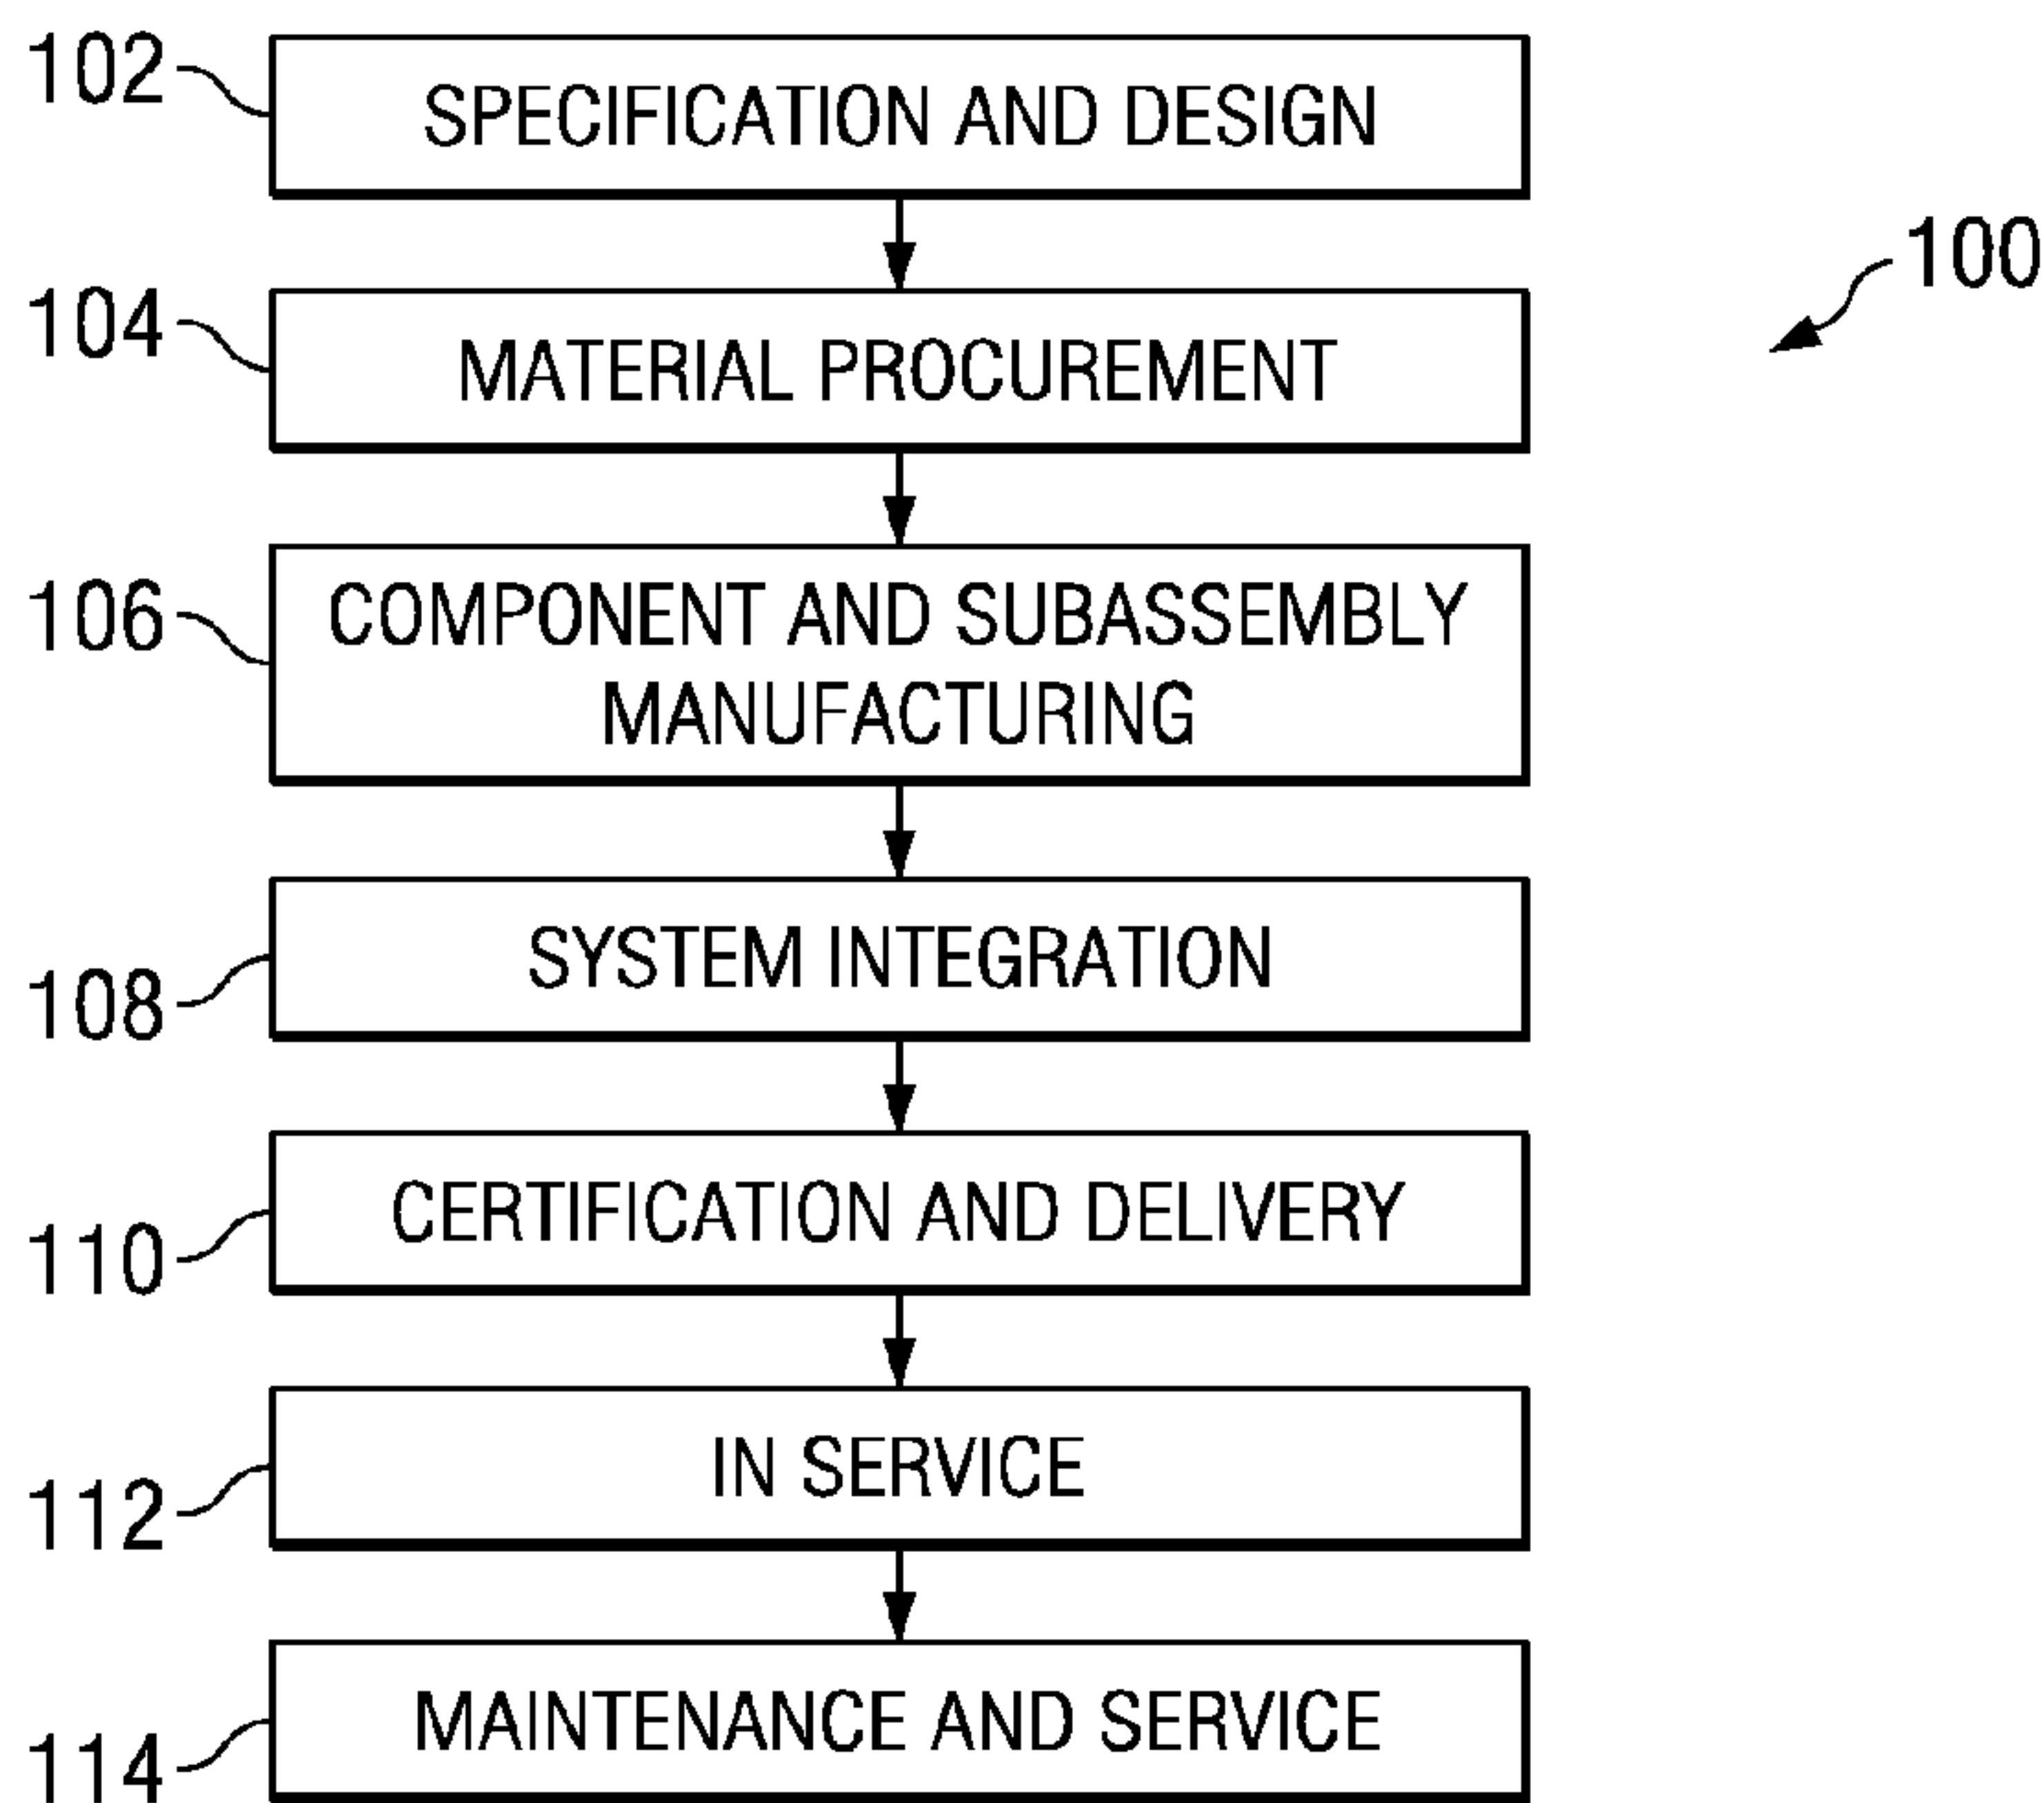 102
SPECIFICATION AND DESIGN
100
104
MATERIAL PROCUREMENT
106
COMPONENT AND SUBASSEMBLY
MANUFACTURING
SYSTEM INTEGRATION
108
CERTIFICATION AND DELIVERY
110
IN SERVICE
112
MAINTENANCE AND SERVICE
114